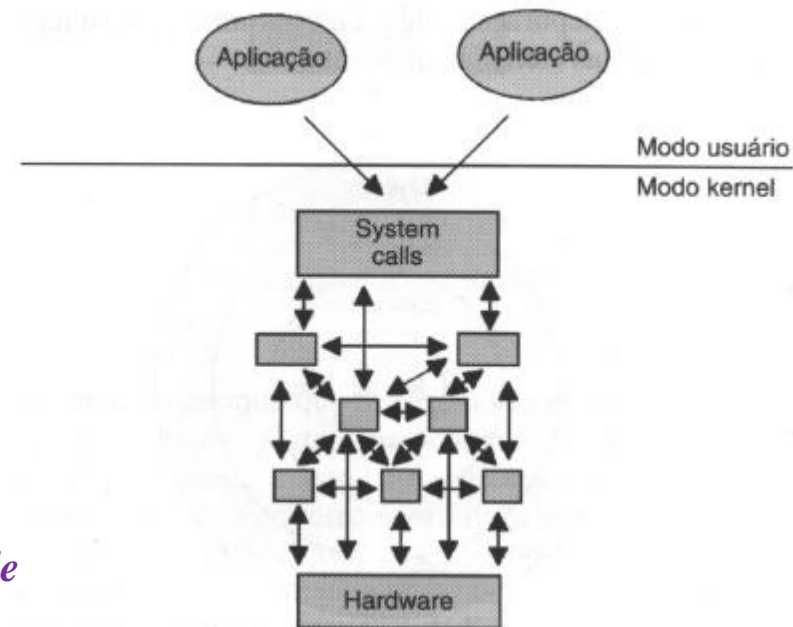 Aplicação
Aplicação
Modo usuário
Modo kernel
System
calls
Hardware